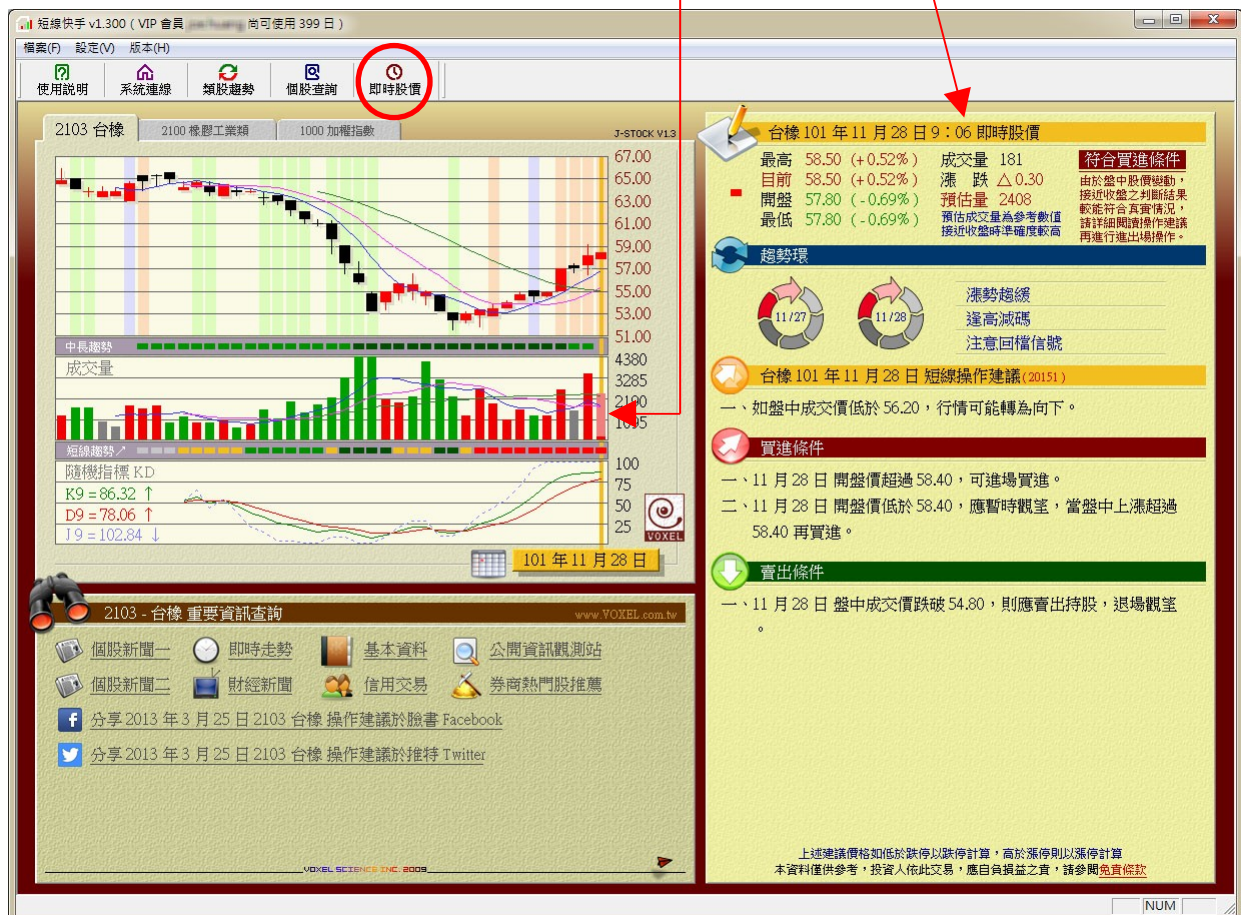 短線快手 v1.300 ( VIP 會員 尚可使用 399 日 )
檔案(F) 設定(V) 版本(H)
使用說明 系統連線 類股趨勢 個股查詢 即時股價
2103 台橡 2100 橡膠工業類 1000 加權指數 J-STOCK V1.3
67.00
65.00
63.00
61.00
59.00
57.00
55.00
53.00
51.00
中長趨勢
成交量
4380
3285
2190
1095
短線趨勢↗
隨機指標 KD
K9 = 86.32 ↑
D9 = 78.06 ↑
J 9 = 102.84 ↓
100
75
50
25
VOXEL
101 年 11 月 28 日
2103 - 台橡 重要資訊查詢 www.VOXEL.com.tw
個股新聞一 即時走勢 基本資料 公開資訊觀測站
個股新聞二 財經新聞 信用交易 券商熱門股推薦
分享 2013 年 3 月 25 日 2103 台橡 操作建議於臉書 Facebook
分享 2013 年 3 月 25 日 2103 台橡 操作建議於推特 Twitter
VOXEL SCIENCE INC. 2009
台橡 101 年 11 月 28 日 9：06 即時股價
最高 58.50 (+0.52%) 成交量 181
目前 58.50 (+0.52%) 漲 跌 △0.30
開盤 57.80 (-0.69%) 預估量 2408
最低 57.80 (-0.69%) 預估成交量為參考數值
接近收盤時準確度較高
符合買進條件
由於盤中股價變動，
接近收盤之判斷結果
較能符合真實情況，
請詳細閱讀操作建議
再進行進出場操作。
趨勢環
11/27 11/28
漲勢趨緩
逢高減碼
注意回檔信號
台橡 101 年 11 月 28 日 短線操作建議(20151)
一、如盤中成交價低於 56.20，行情可能轉為向下。
買進條件
一、11 月 28 日 開盤價超過 58.40，可進場買進。
二、11 月 28 日 開盤價低於 58.40，應暫時觀望，當盤中上漲超過
58.40 再買進。
賣出條件
一、11 月 28 日 盤中成交價跌破 54.80，則應賣出持股，退場觀望
。
上述建議價格如低於跌停以跌停計算，高於漲停則以漲停計算
本資料僅供參考，投資人依此交易，應自負損益之責，請參閱免責條款
NUM